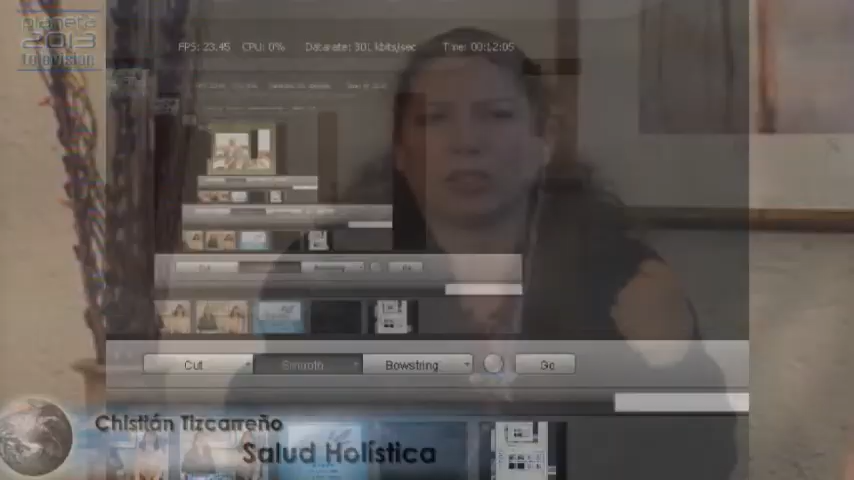 planeta
2013
TELEVISION
FPS: 23.45 CPU: 0% Datarate: 301 kbits/sec Time: 00:12:05
Cut Smooth Bowstring Go
Chistián Tizcarreño
Salud Holística